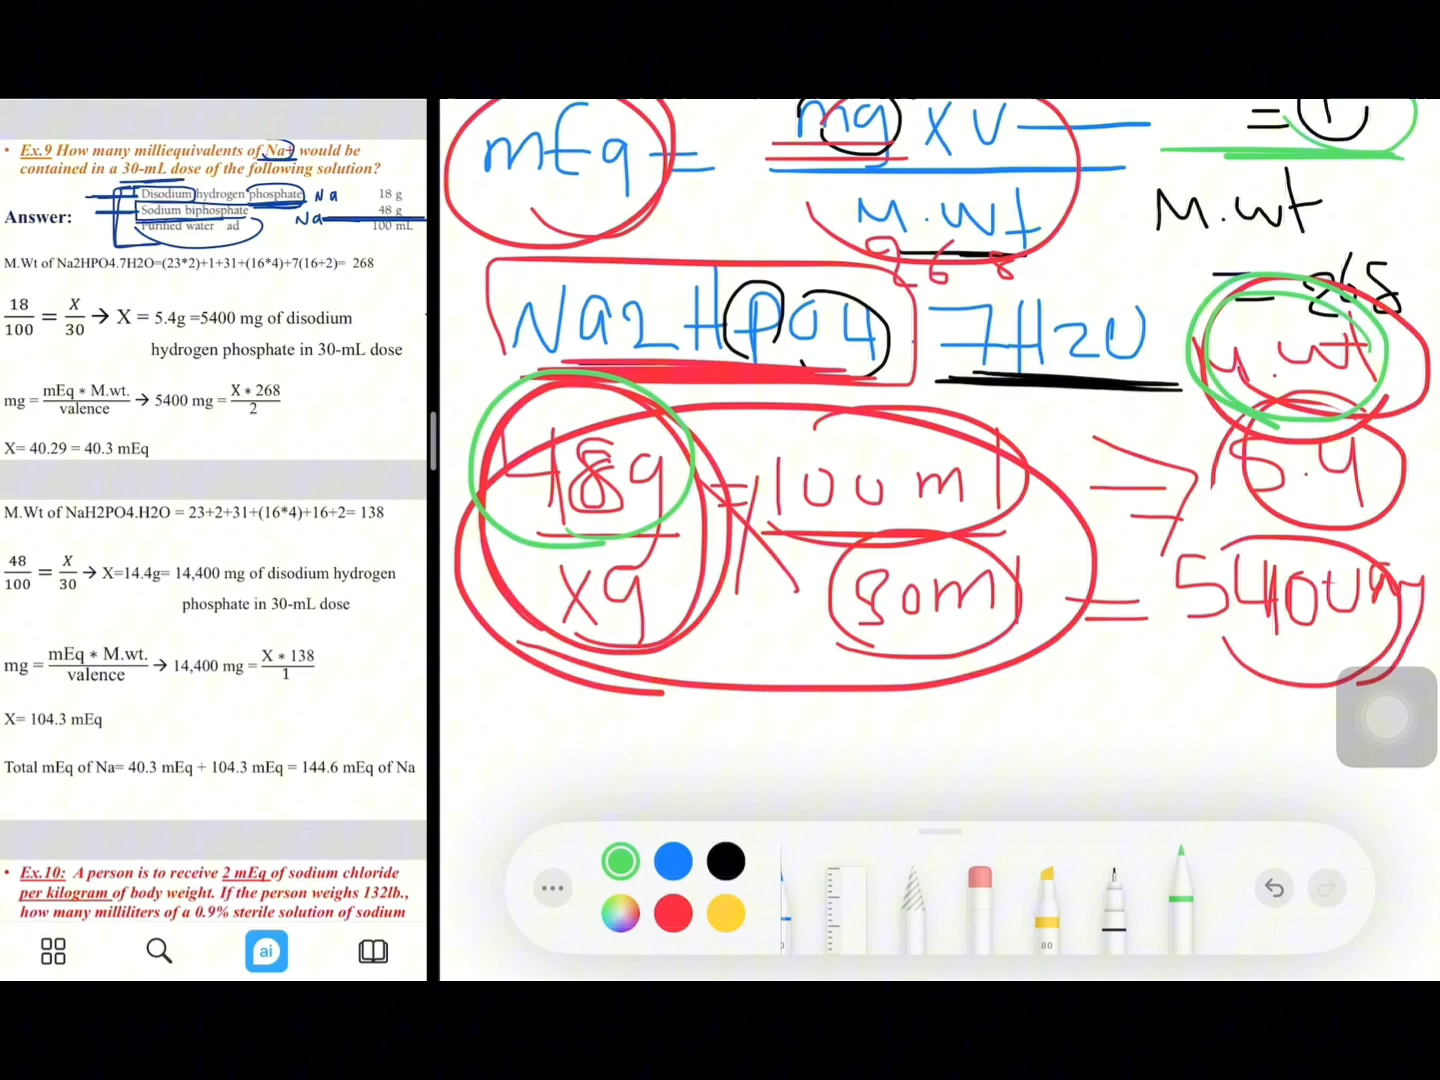 • Ex.9 How many milliequivalents of Na+ would be
contained in a 30-mL dose of the following solution?
Disodium hydrogen phosphate Na 18 g
Answer: Sodium biphosphate Na 48 g
Purified water ad 100 mL
M.Wt of Na2HPO4.7H2O=(23*2)+1+31+(16*4)+7(16+2)= 268
18/100 = X/30 → X = 5.4g =5400 mg of disodium
hydrogen phosphate in 30-mL dose
mg = mEq * M.wt./valence → 5400 mg = X * 268/2
X= 40.29 = 40.3 mEq
M.Wt of NaH2PO4.H2O = 23+2+31+(16*4)+16+2= 138
48/100 = X/30 → X=14.4g= 14,400 mg of disodium hydrogen
phosphate in 30-mL dose
mg = mEq * M.wt./valence → 14,400 mg = X * 138/1
X= 104.3 mEq
Total mEq of Na= 40.3 mEq + 104.3 mEq = 144.6 mEq of Na
• Ex.10: A person is to receive 2 mEq of sodium chloride
per kilogram of body weight. If the person weighs 132lb.,
how many milliliters of a 0.9% sterile solution of sodium
ai
mEq = mg x V = 1
M.wt M.wt
268 = 268
Na2HPO4 7H2O M.wt
48g = 100ml 5.4
xg 30ml = 5400mg
80